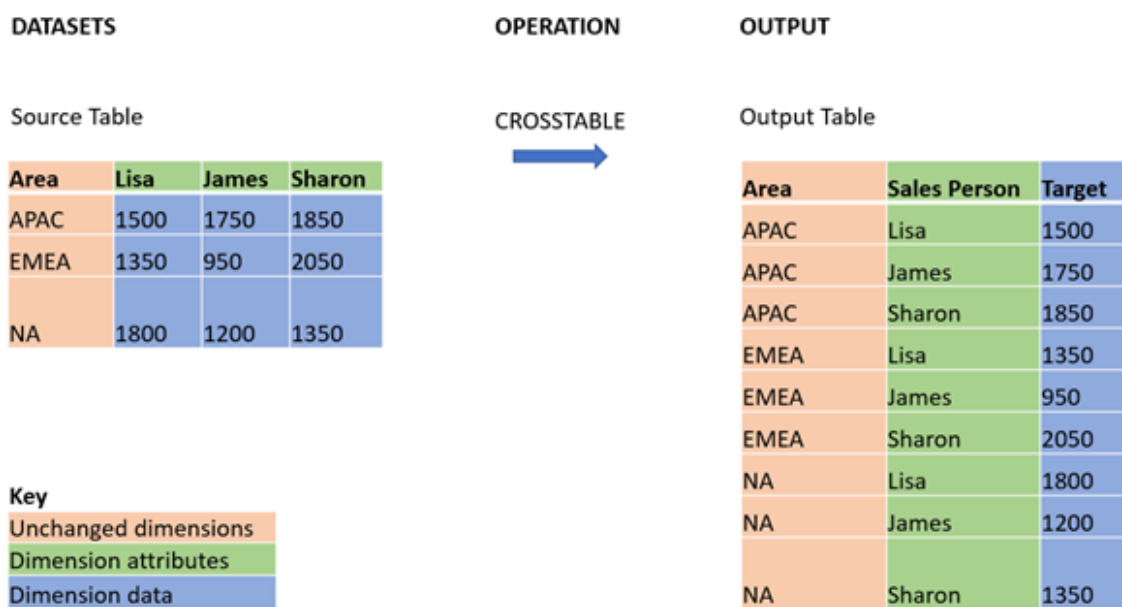 DATASETS OPERATION OUTPUT
Source Table CROSSTABLE Output Table
Area Lisa James Sharon
APAC 1500 1750 1850
EMEA 1350 950 2050
NA 1800 1200 1350
Area Sales Person Target
APAC Lisa 1500
APAC James 1750
APAC Sharon 1850
EMEA Lisa 1350
EMEA James 950
EMEA Sharon 2050
NA Lisa 1800
NA James 1200
NA Sharon 1350
Key
Unchanged dimensions
Dimension attributes
Dimension data